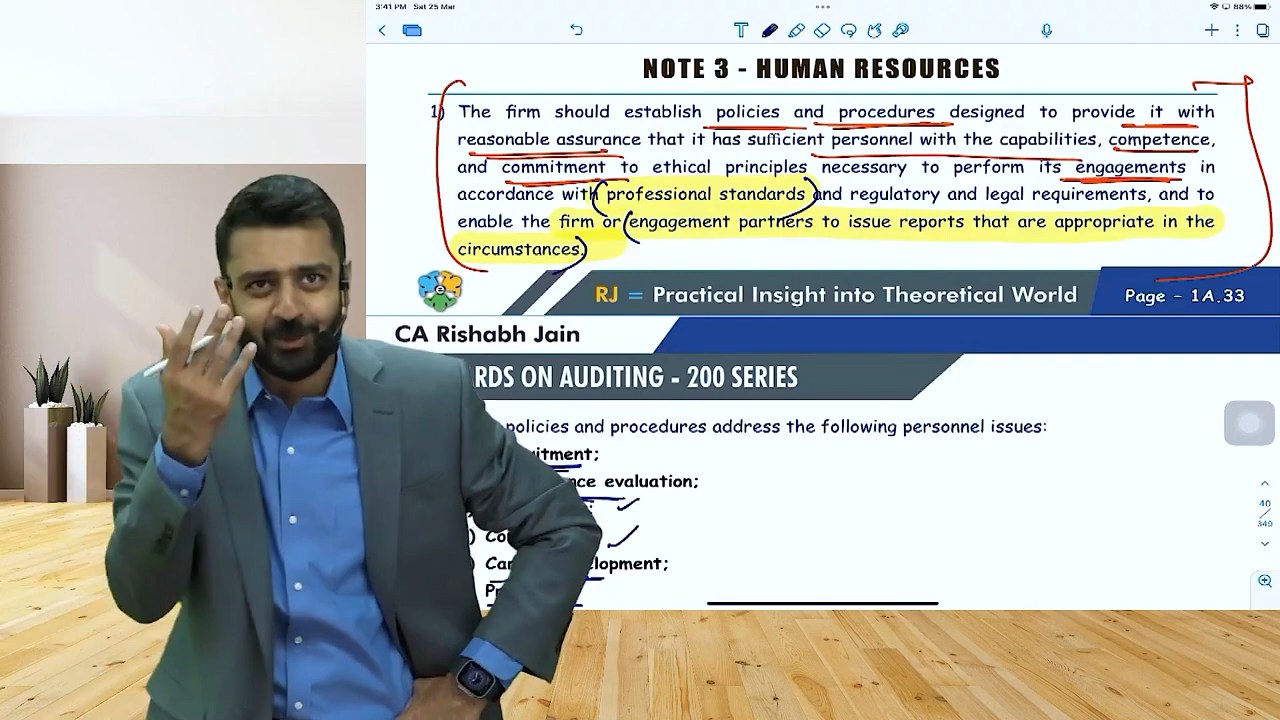 3:41 PM Sat 25 Mar
88%
NOTE 3 - HUMAN RESOURCES
1) The firm should establish policies and procedures designed to provide it with
reasonable assurance that it has sufficient personnel with the capabilities, competence,
and commitment to ethical principles necessary to perform its engagements in
accordance with professional standards and regulatory and legal requirements, and to
enable the firm or engagement partners to issue reports that are appropriate in the
circumstances.
RJ = Practical Insight into Theoretical World
Page - 1A.33
CA Rishabh Jain
RDS ON AUDITING - 200 SERIES
policies and procedures address the following personnel issues:
itment;
nce evaluation;
lopment;
40
349